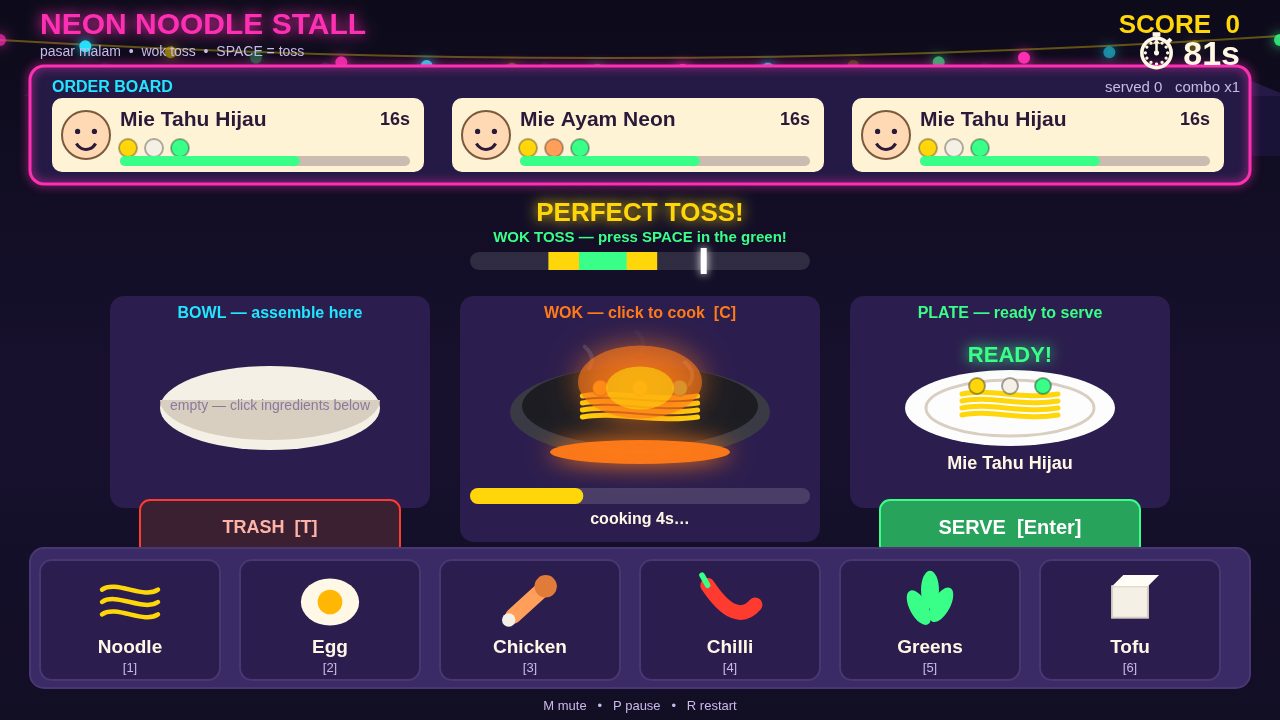 NEON NOODLE STALL
pasar malam • wok toss • SPACE = toss
SCORE 0
81s
ORDER BOARD
served 0 combo x1
Mie Tahu Hijau 16s
Mie Ayam Neon 16s
Mie Tahu Hijau 16s
PERFECT TOSS!
WOK TOSS — press SPACE in the green!
BOWL — assemble here
empty — click ingredients below
TRASH [T]
WOK — click to cook [C]
cooking 4s…
PLATE — ready to serve
READY!
Mie Tahu Hijau
SERVE [Enter]
Noodle
[1]
Egg
[2]
Chicken
[3]
Chilli
[4]
Greens
[5]
Tofu
[6]
M mute • P pause • R restart